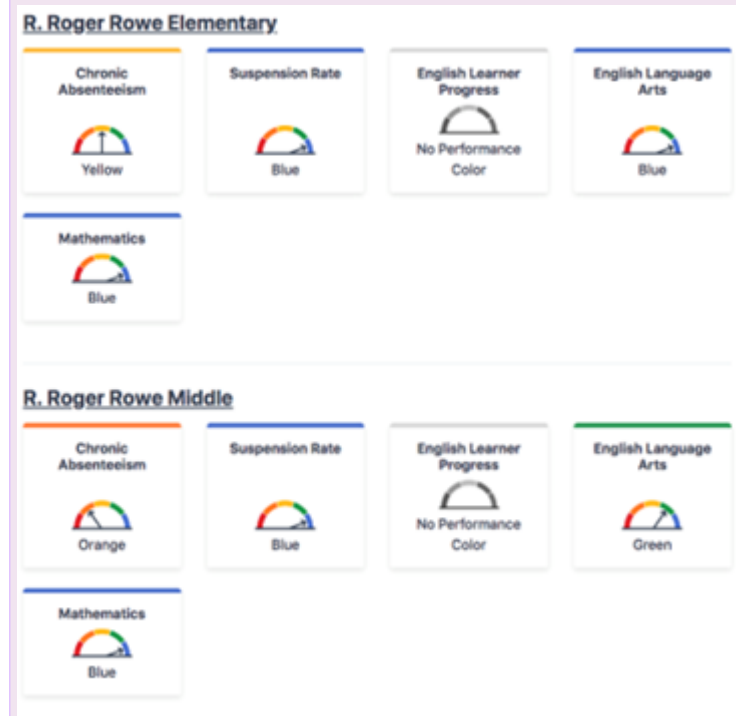 R. Roger Rowe Elementary
Chronic
Absenteeism
Yellow
Suspension Rate
Blue
English Learner
Progress
No Performance
Color
English Language
Arts
Blue
Mathematics
Blue
R. Roger Rowe Middle
Chronic
Absenteeism
Orange
Suspension Rate
Blue
English Learner
Progress
No Performance
Color
English Language
Arts
Green
Mathematics
Blue